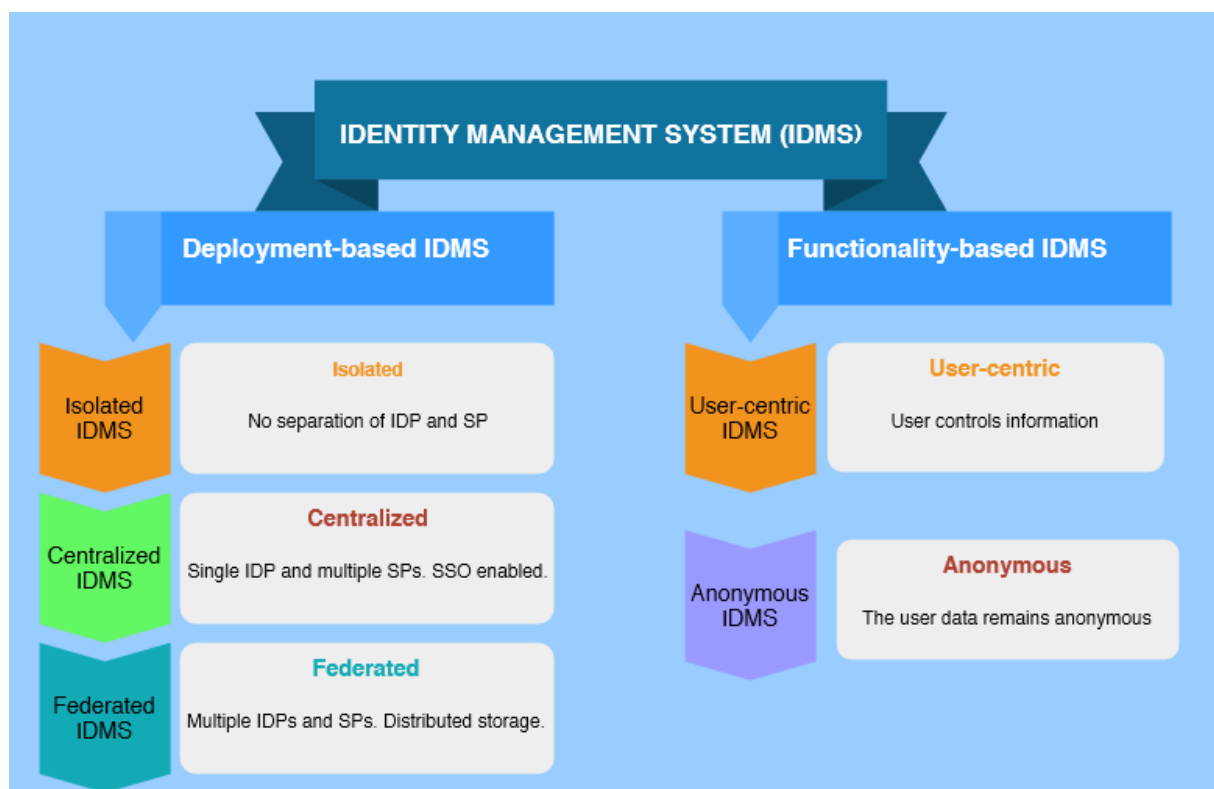 IDENTITY MANAGEMENT SYSTEM (IDMS)
Deployment-based IDMS
Isolated
IDMS
Isolated
No separation of IDP and SP
Centralized
IDMS
Centralized
Single IDP and multiple SPs. SSO enabled.
Federated
IDMS
Federated
Multiple IDPs and SPs. Distributed storage.
Functionality-based IDMS
User-centric
IDMS
User-centric
User controls information
Anonymous
IDMS
Anonymous
The user data remains anonymous